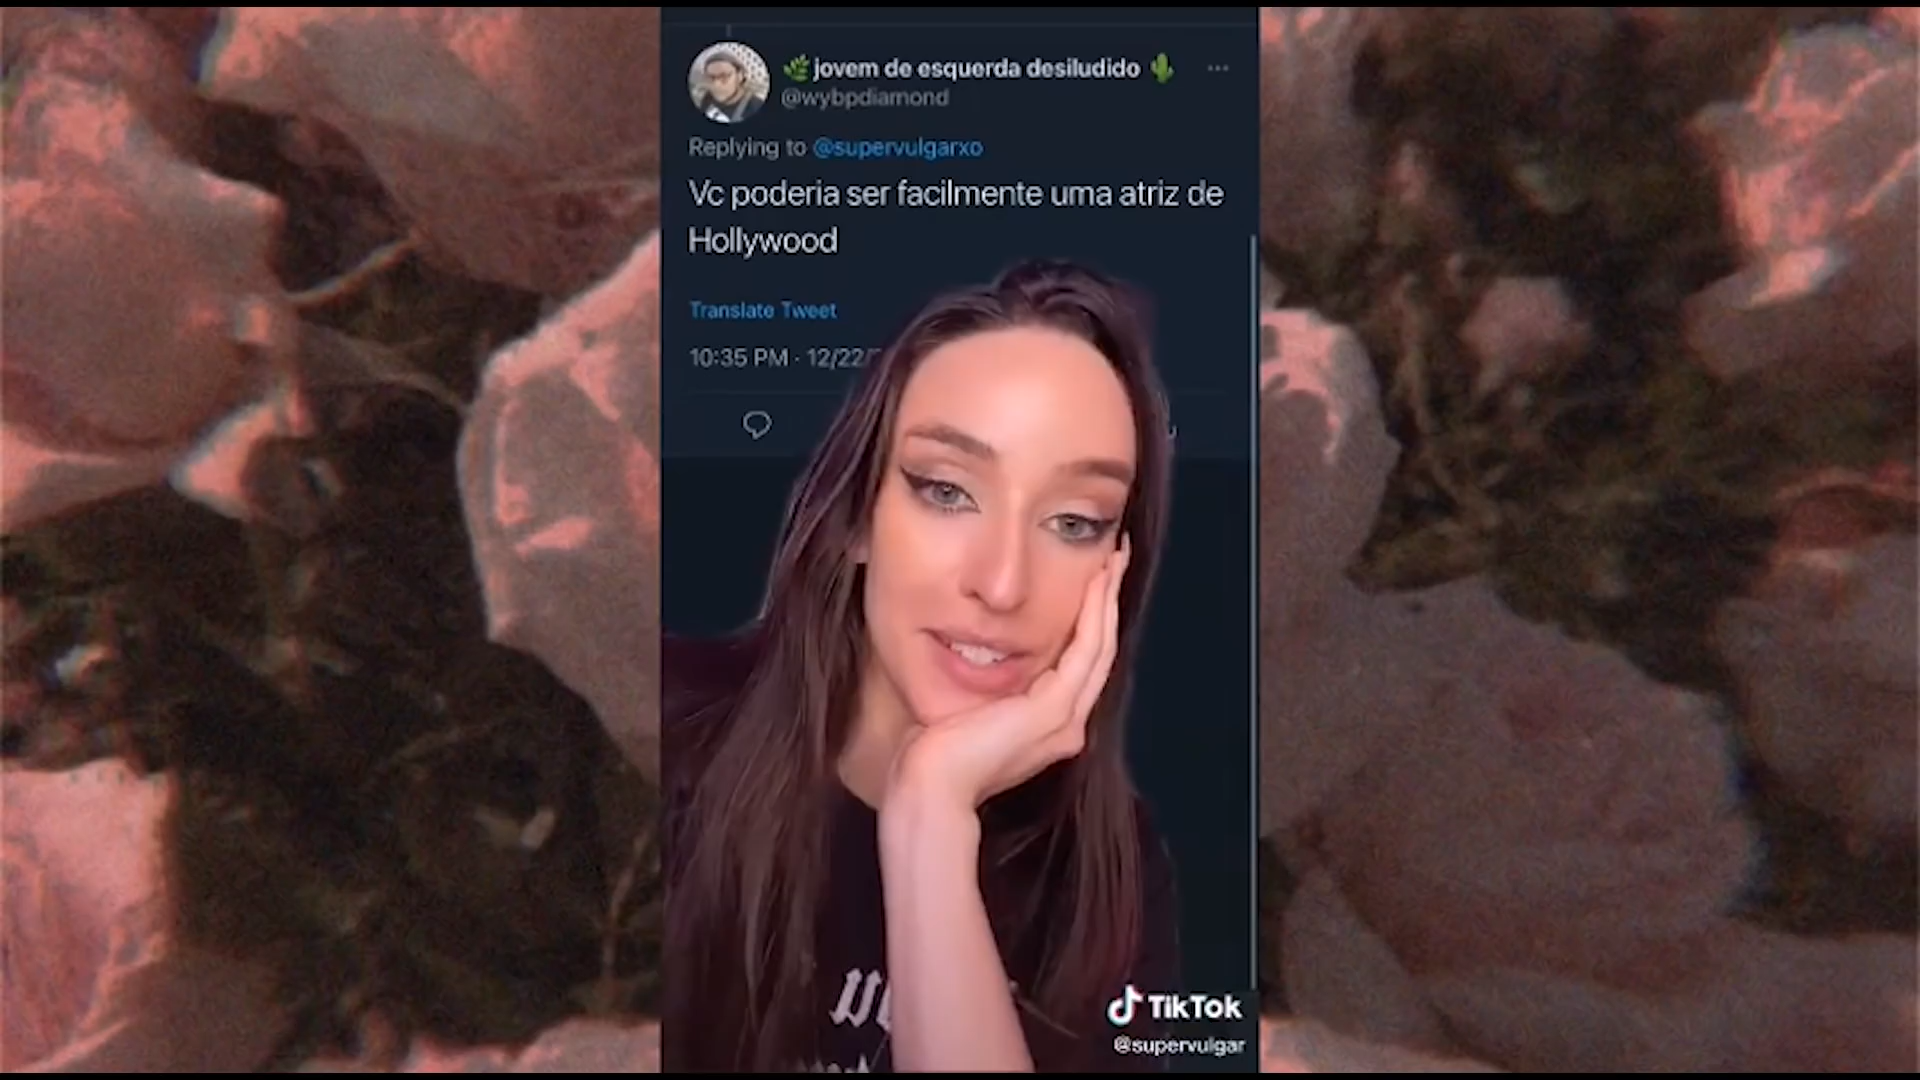 🌿jovem de esquerda desiludido 🌵
@wybpdiamond
Replying to @supervulgarxo
Vc poderia ser facilmente uma atriz de
Hollywood
Translate Tweet
10:35 PM · 12/22/
TikTok
@supervulgar